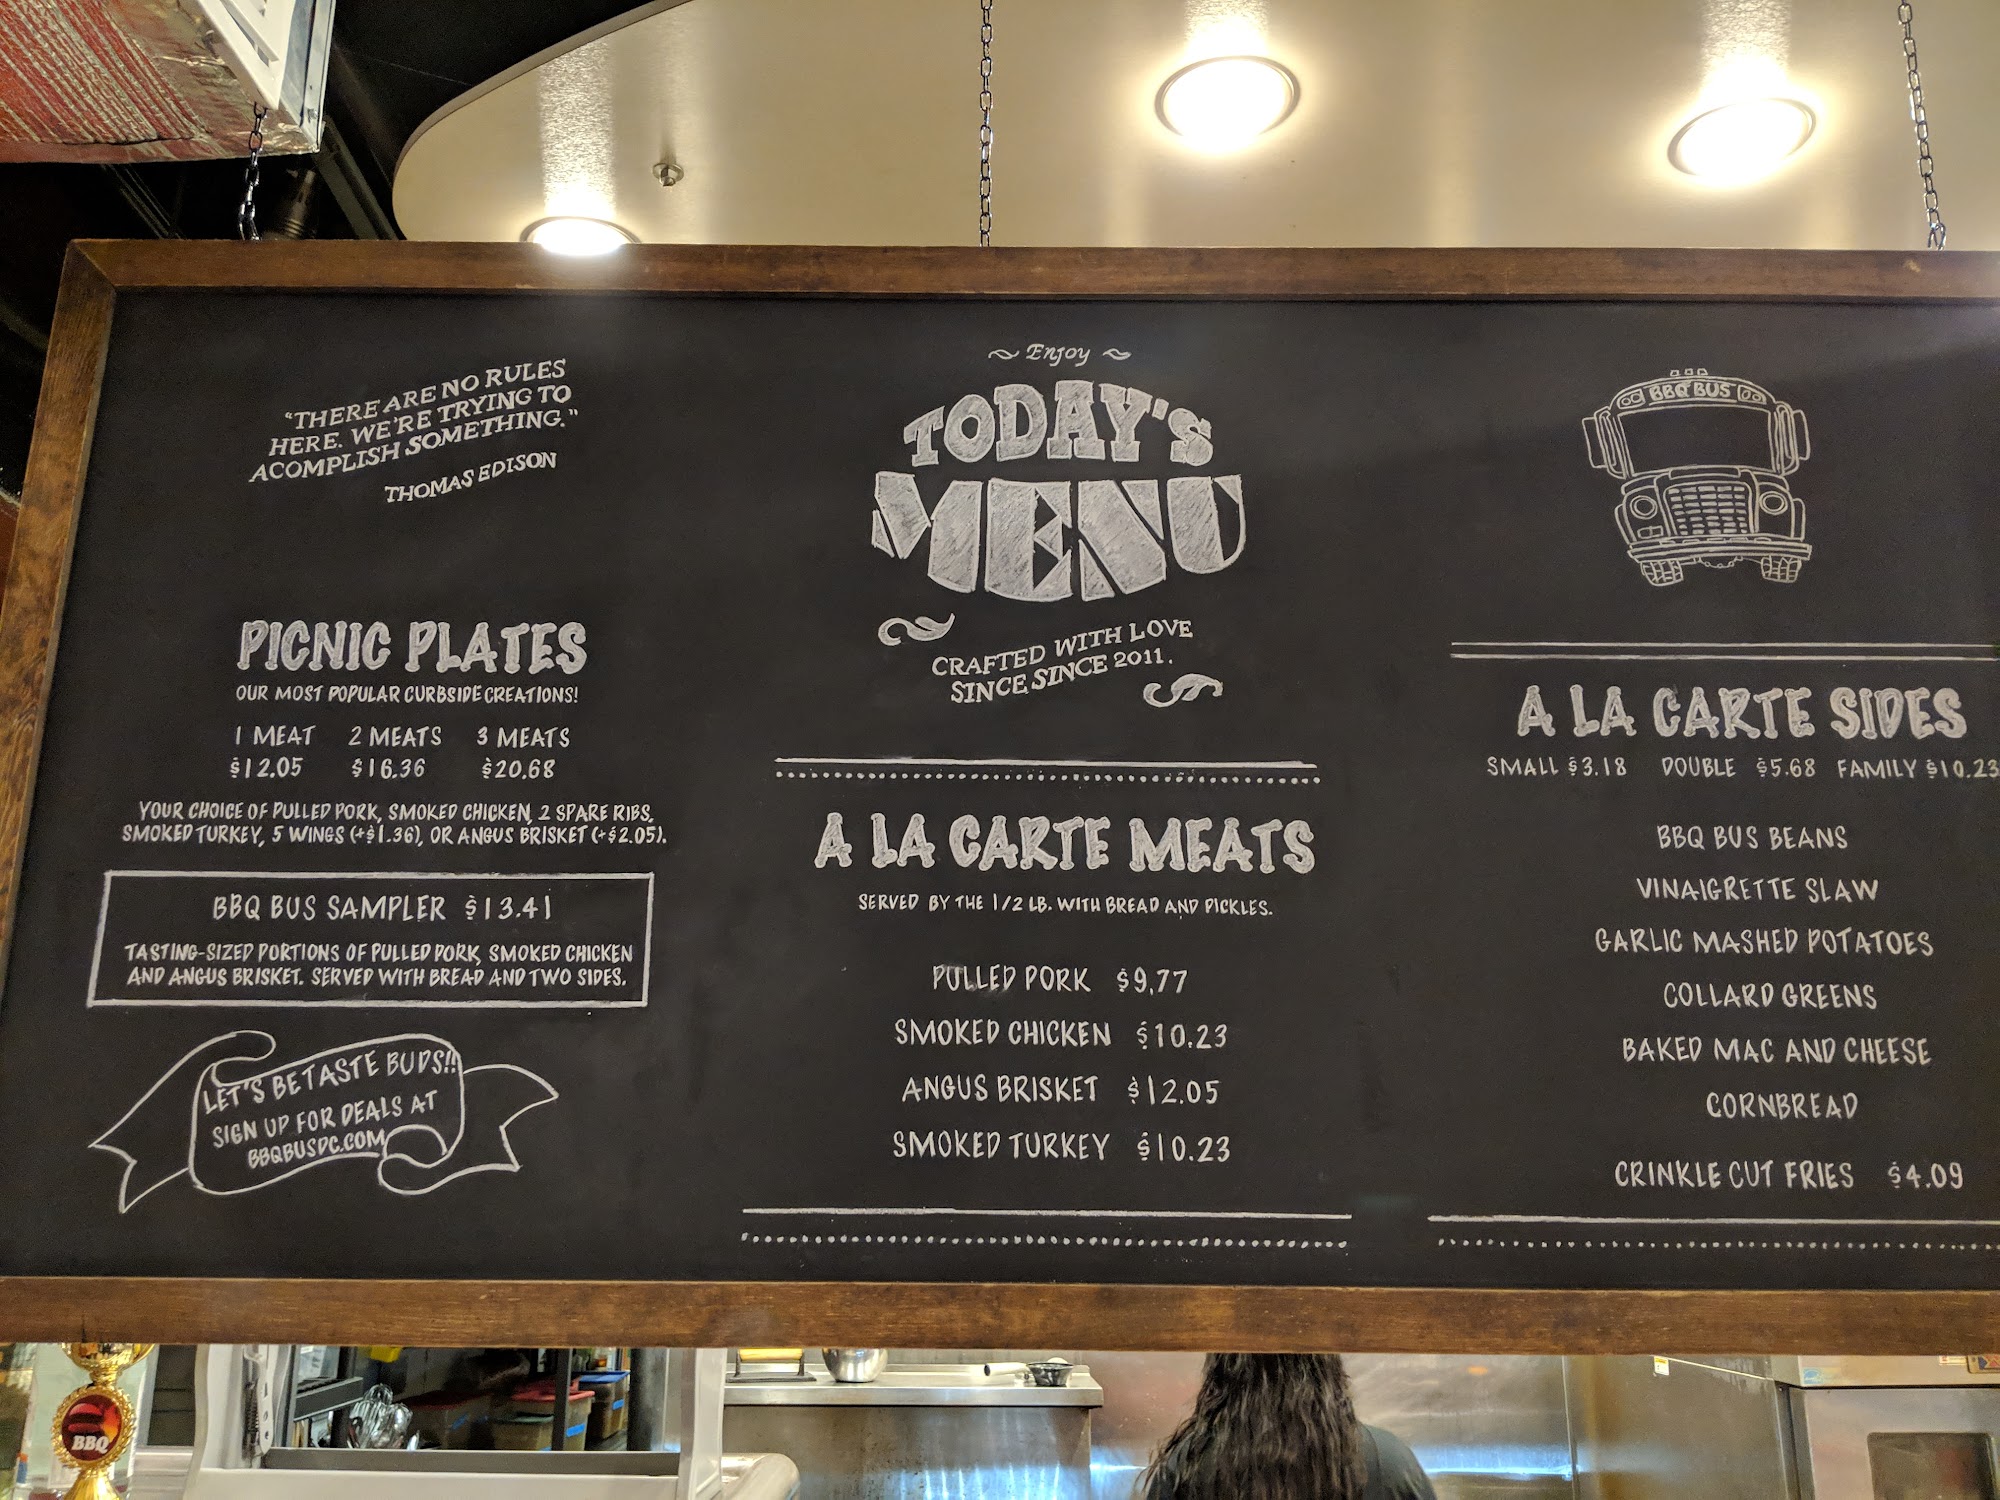 "THERE ARE NO RULES
HERE. WE'RE TRYING TO
ACOMPLISH SOMETHING."
THOMAS EDISON
PICNIC PLATES
OUR MOST POPULAR CURBSIDE CREATIONS!
1 MEAT 2 MEATS 3 MEATS
$12.05 $16.36 $20.68
YOUR CHOICE OF PULLED PORK, SMOKED CHICKEN, 2 SPARE RIBS,
SMOKED TURKEY, 5 WINGS (+$1.36), OR ANGUS BRISKET (+$2.05).
BBQ BUS SAMPLER $13.41
TASTING-SIZED PORTIONS OF PULLED PORK, SMOKED CHICKEN
AND ANGUS BRISKET. SERVED WITH BREAD AND TWO SIDES.
LET'S BE TASTE BUDS!!
SIGN UP FOR DEALS AT
BBQBUSDC.COM
Enjoy
TODAY'S
MENU
CRAFTED WITH LOVE
SINCE SINCE 2011.
A LA CARTE MEATS
SERVED BY THE 1/2 LB. WITH BREAD AND PICKLES.
PULLED PORK $9,77
SMOKED CHICKEN $10.23
ANGUS BRISKET $12.05
SMOKED TURKEY $10.23
BBQ BUS
A LA CARTE SIDES
SMALL $3.18 DOUBLE $5.68 FAMILY $10.23
BBQ BUS BEANS
VINAIGRETTE SLAW
GARLIC MASHED POTATOES
COLLARD GREENS
BAKED MAC AND CHEESE
CORNBREAD
CRINKLE CUT FRIES $4.09
BBQ